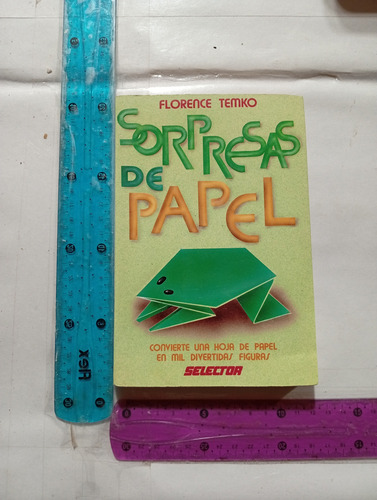 FLORENCE TEMKO
SORPRESAS
DE
PAPEL
CONVIERTE UNA HOJA DE PAPEL
EN MIL DIVERTIDAS FIGURAS
SELECTOR